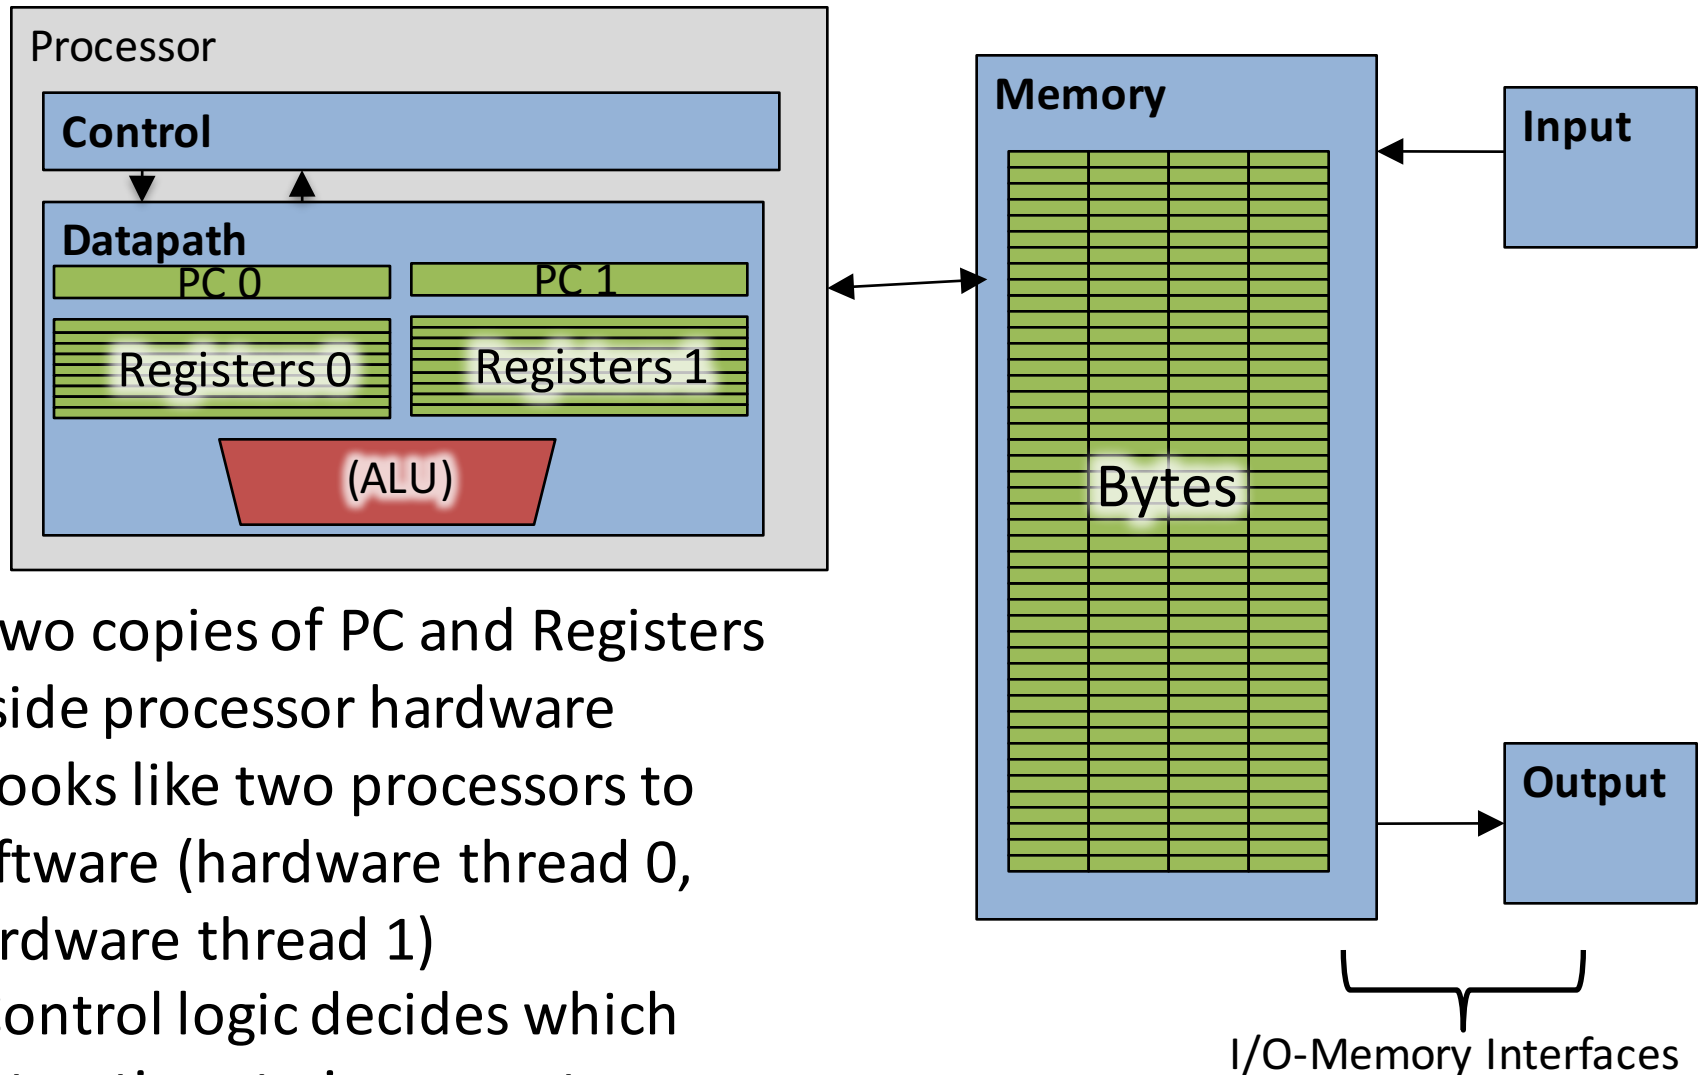 Processor
Control
Datapath
PC 0
PC 1
Registers 0
Registers 1
(ALU)
Memory
Bytes
Input
Output
I/O-Memory Interfaces
wo copies of PC and Registers
side processor hardware
ooks like two processors to
ftware (hardware thread 0,
rdware thread 1)
ontrol logic decides which